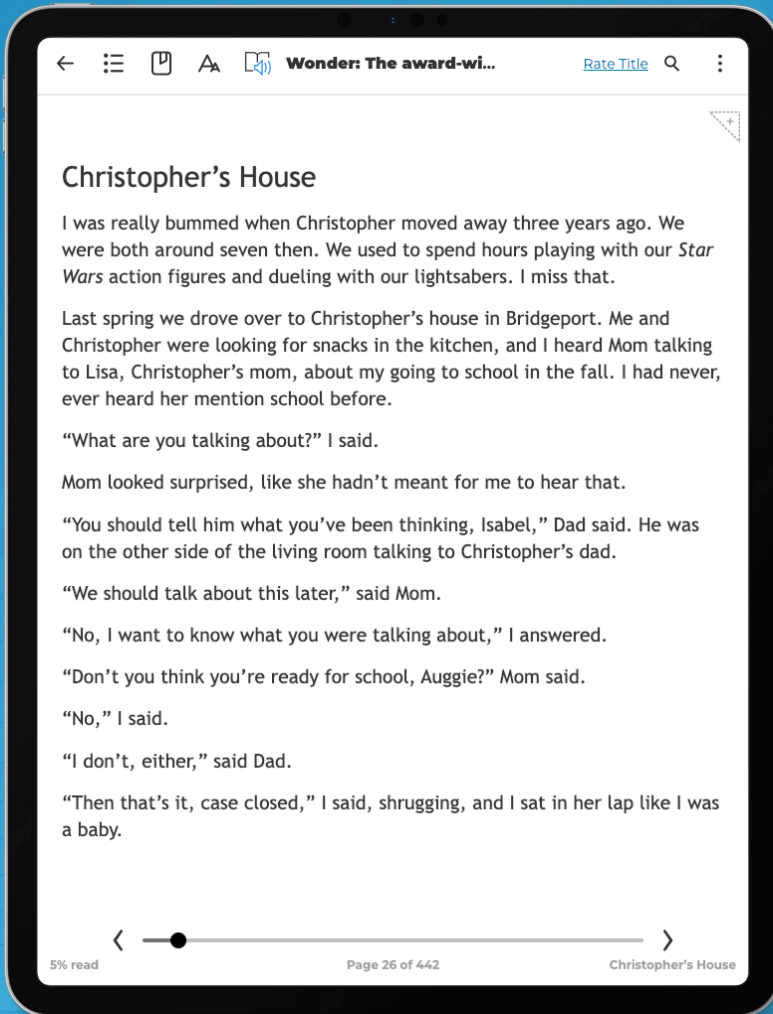 Wonder: The award-wi...
Rate Title
Christopher’s House
I was really bummed when Christopher moved away three years ago. We
were both around seven then. We used to spend hours playing with our Star
Wars action figures and dueling with our lightsabers. I miss that.
Last spring we drove over to Christopher’s house in Bridgeport. Me and
Christopher were looking for snacks in the kitchen, and I heard Mom talking
to Lisa, Christopher’s mom, about my going to school in the fall. I had never,
ever heard her mention school before.
“What are you talking about?” I said.
Mom looked surprised, like she hadn’t meant for me to hear that.
“You should tell him what you’ve been thinking, Isabel,” Dad said. He was
on the other side of the living room talking to Christopher’s dad.
“We should talk about this later,” said Mom.
“No, I want to know what you were talking about,” I answered.
“Don’t you think you’re ready for school, Auggie?” Mom said.
“No,” I said.
“I don’t, either,” said Dad.
“Then that’s it, case closed,” I said, shrugging, and I sat in her lap like I was
a baby.
5% read
Page 26 of 442
Christopher’s House